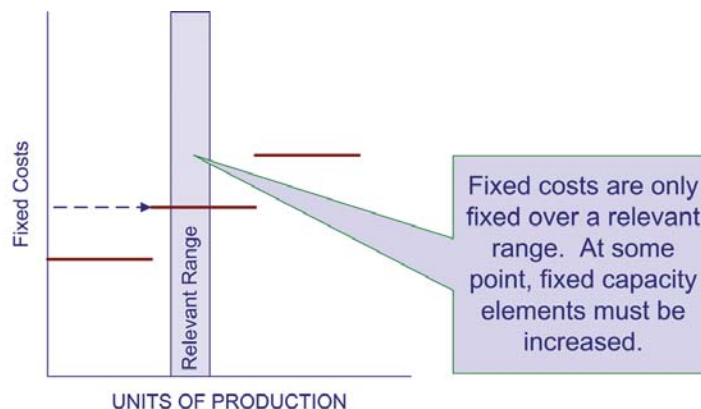 Fixed Costs
Relevant Range
UNITS OF PRODUCTION
Fixed costs are only
fixed over a relevant
range. At some
point, fixed capacity
elements must be
increased.